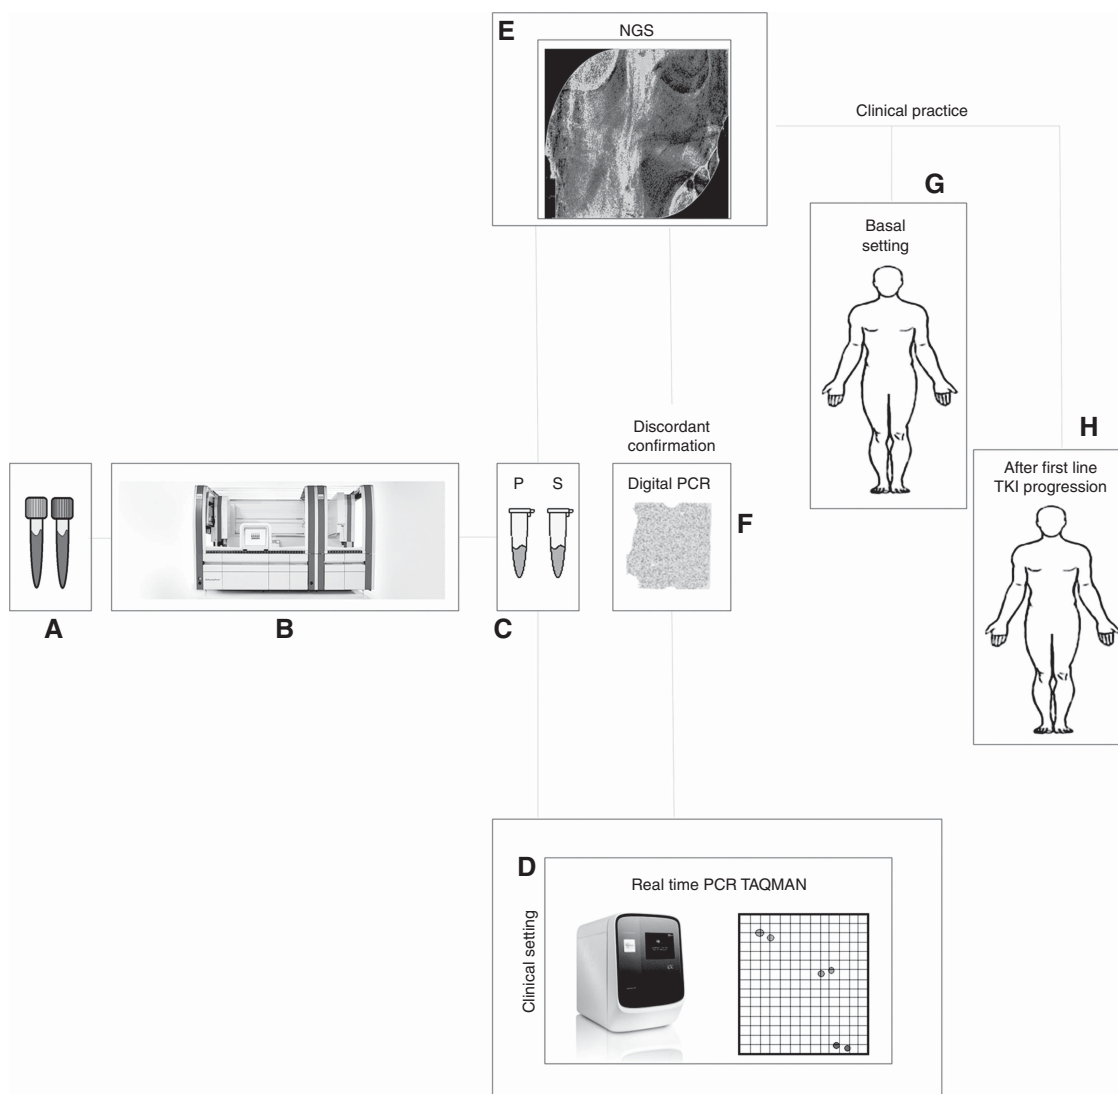 E
NGS
Clinical practice
G
Basal
setting
H
After first line
TKI progression
Discordant
confirmation
P S
Digital PCR
F
A
B
C
D
Real time PCR TAQMAN
Clinical setting